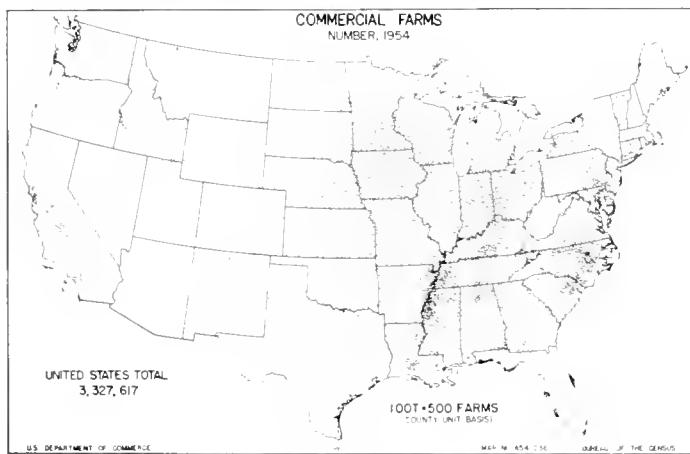 COMMERCIAL FARMS
NUMBER, 1954
UNITED STATES TOTAL
3,327,617
DOT=500 FARMS
(COUNTY UNIT BASIS)
U.S. DEPARTMENT OF COMMERCE
MAP
BUREAU OF THE CENSUS